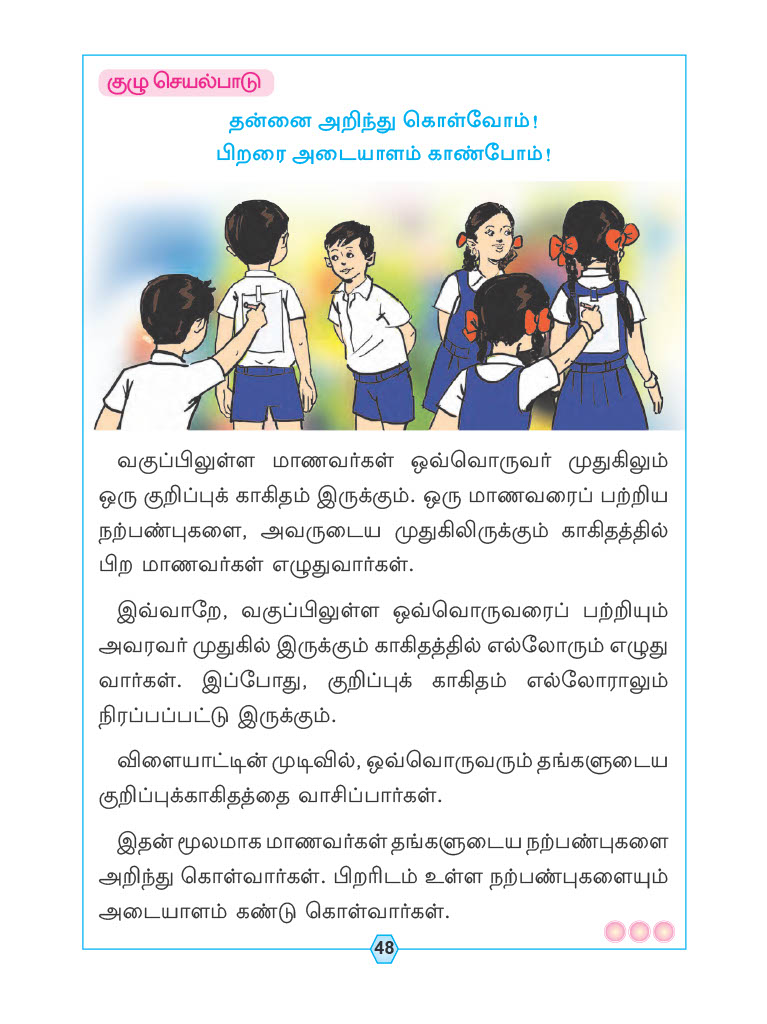 குழு செயல்பாடு
தன்னை அறிந்து கொள்வோம்!
பிறரை அடையாளம் காண்போம்!
வகுப்பிலுள்ள மாணவர்கள் ஒவ்வொருவர் முதுகிலும்
ஒரு குறிப்புக் காகிதம் இருக்கும். ஒரு மாணவரைப் பற்றிய
நற்பண்புகளை, அவருடைய முதுகிலிருக்கும் காகிதத்தில்
பிற மாணவர்கள் எழுதுவார்கள்.
இவ்வாறே, வகுப்பிலுள்ள ஒவ்வொருவரைப் பற்றியும்
அவரவர் முதுகில் இருக்கும் காகிதத்தில் எல்லோரும் எழுது
வார்கள். இப்போது, குறிப்புக் காகிதம் எல்லோராலும்
நிரப்பப்பட்டு இருக்கும்.
விளையாட்டின் முடிவில், ஒவ்வொருவரும் தங்களுடைய
குறிப்புக்காகிதத்தை வாசிப்பார்கள்.
இதன் மூலமாக மாணவர்கள் தங்களுடைய நற்பண்புகளை
அறிந்து கொள்வார்கள். பிறரிடம் உள்ள நற்பண்புகளையும்
அடையாளம் கண்டு கொள்வார்கள்.
48